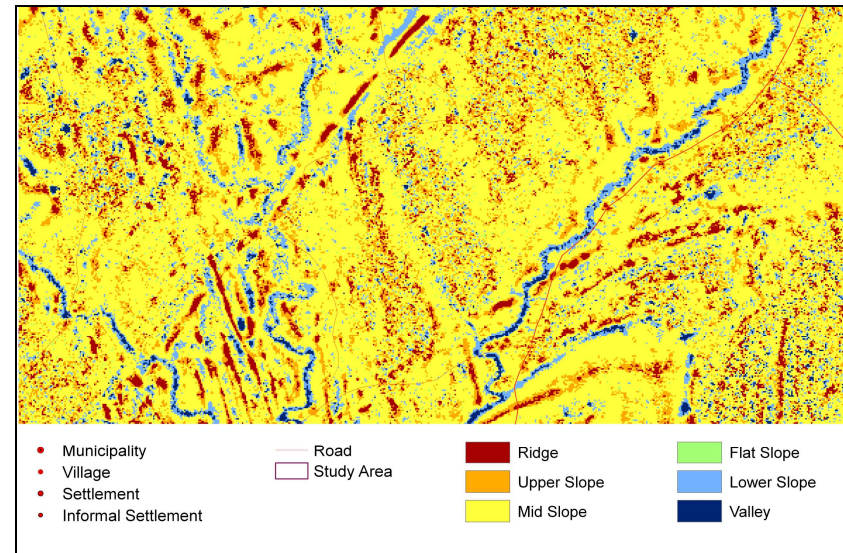 Municipality
Village
Settlement
Informal Settlement
Road
Study Area
Ridge
Upper Slope
Mid Slope
Flat Slope
Lower Slope
Valley